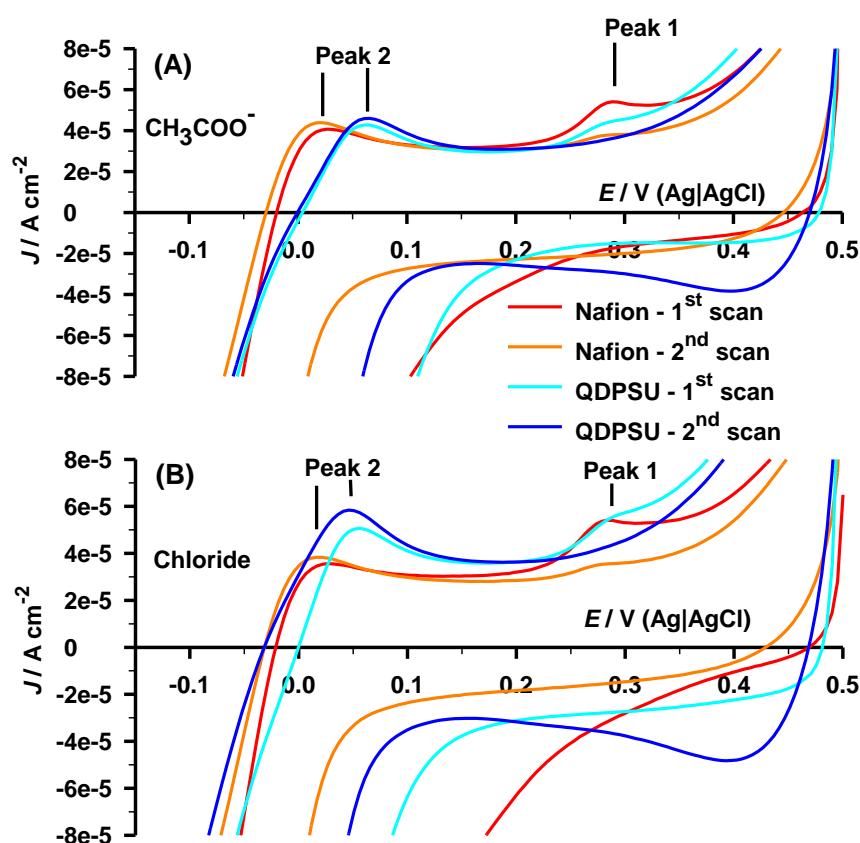 8e-5
6e-5
4e-5
2e-5
0
-2e-5
-4e-5
-6e-5
-8e-5
J / A cm⁻²
(A)
CH₃COO⁻
Peak 2
Peak 1
E / V (Ag|AgCl)
-0.1 0.0 0.1 0.2 0.3 0.4 0.5
Nafion - 1ˢᵗ scan
Nafion - 2ⁿᵈ scan
QDPSU - 1ˢᵗ scan
QDPSU - 2ⁿᵈ scan
8e-5
6e-5
4e-5
2e-5
0
-2e-5
-4e-5
-6e-5
-8e-5
J / A cm⁻²
(B)
Chloride
Peak 2
Peak 1
E / V (Ag|AgCl)
-0.1 0.0 0.1 0.2 0.3 0.4 0.5